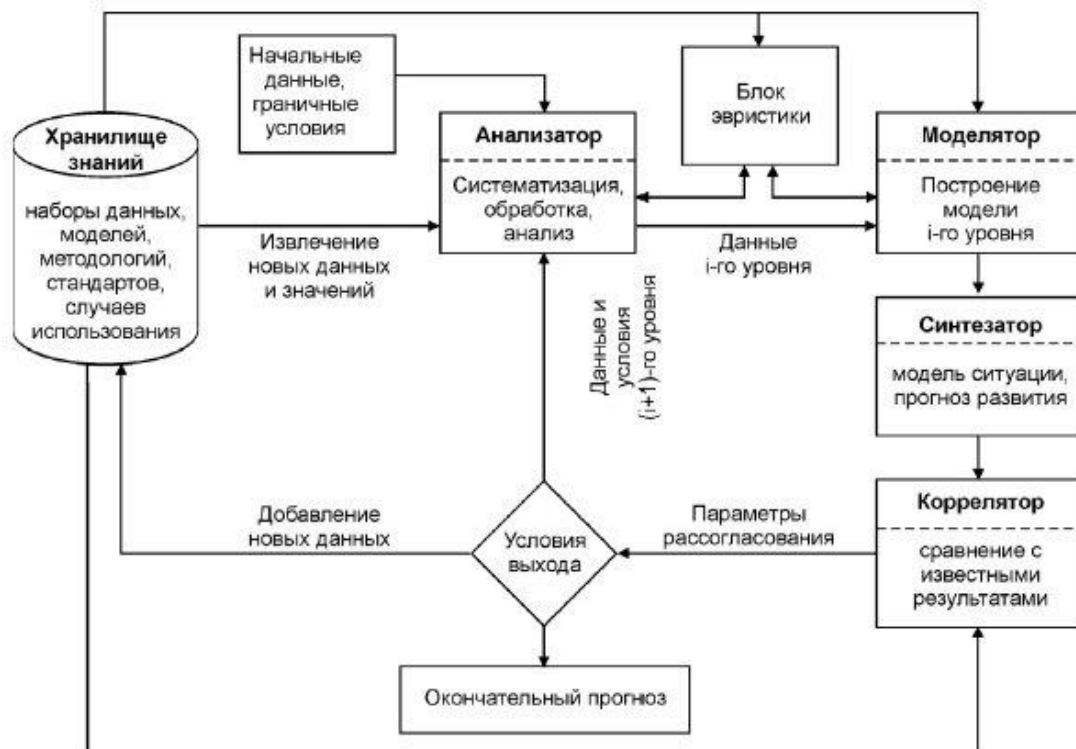 Начальные
данные,
граничные
условия
Блок
эвристики
Хранилище
знаний
наборы данных,
моделей,
методологий,
стандартов,
случаев
использования
Извлечение
новых данных
и значений
Анализатор
Систематизация,
обработка,
анализ
Данные
i-го уровня
Моделятор
Построение
модели
i-го уровня
Данные и
условия
(i+1)-го уровня
Синтезатор
модель ситуации,
прогноз развития
Коррелятор
сравнение с
известными
результатами
Параметры
рассогласования
Условия
выхода
Добавление
новых данных
Окончательный прогноз